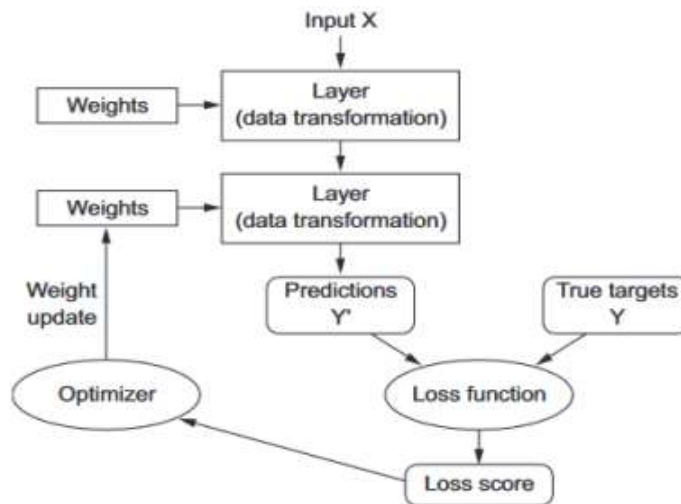 Input X
Weights
Layer
(data transformation)
Weights
Layer
(data transformation)
Weight
update
Predictions
Y'
True targets
Y
Optimizer
Loss function
Loss score